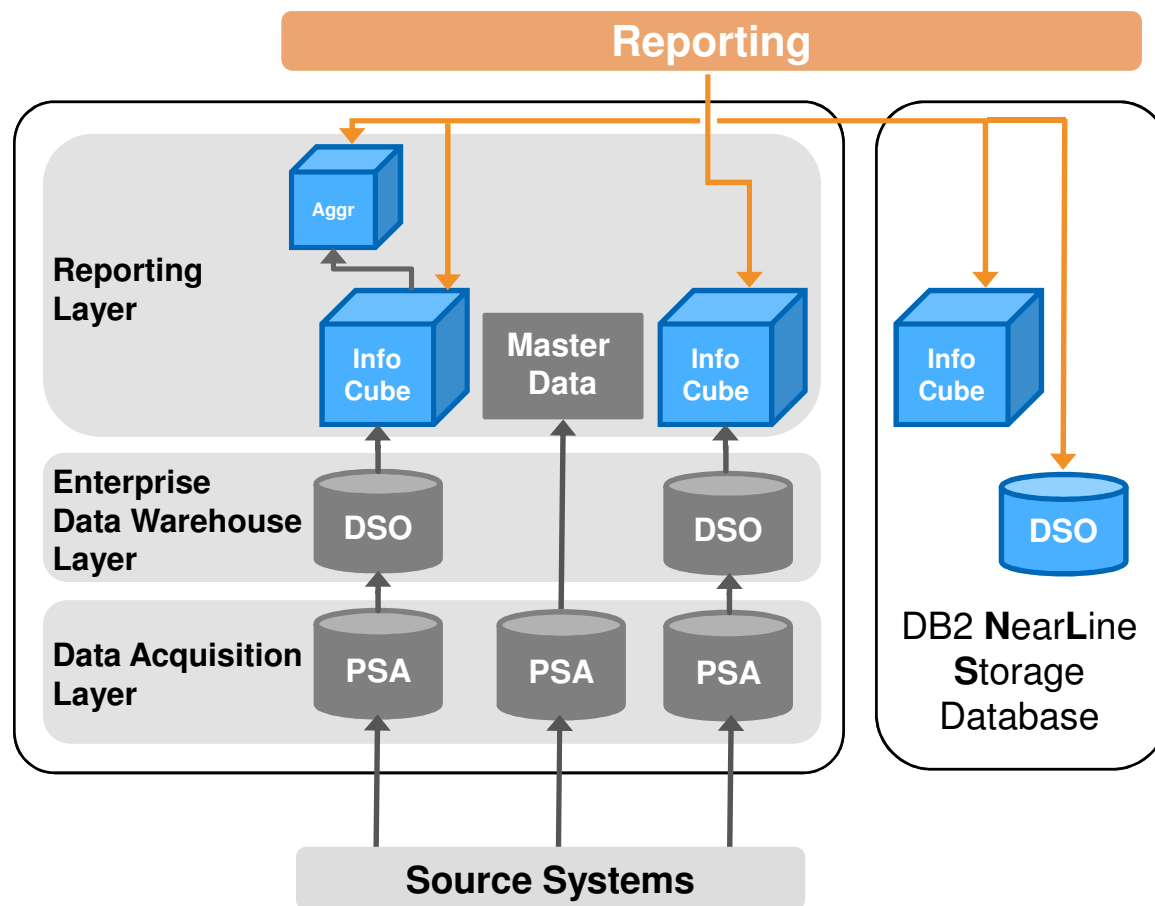 Reporting
Aggr
Reporting
Layer
Info
Cube
Master
Data
Info
Cube
Info
Cube
Enterprise
Data Warehouse
Layer
DSO
DSO
DSO
Data Acquisition
Layer
PSA
PSA
PSA
DB2 NearLine
Storage
Database
Source Systems